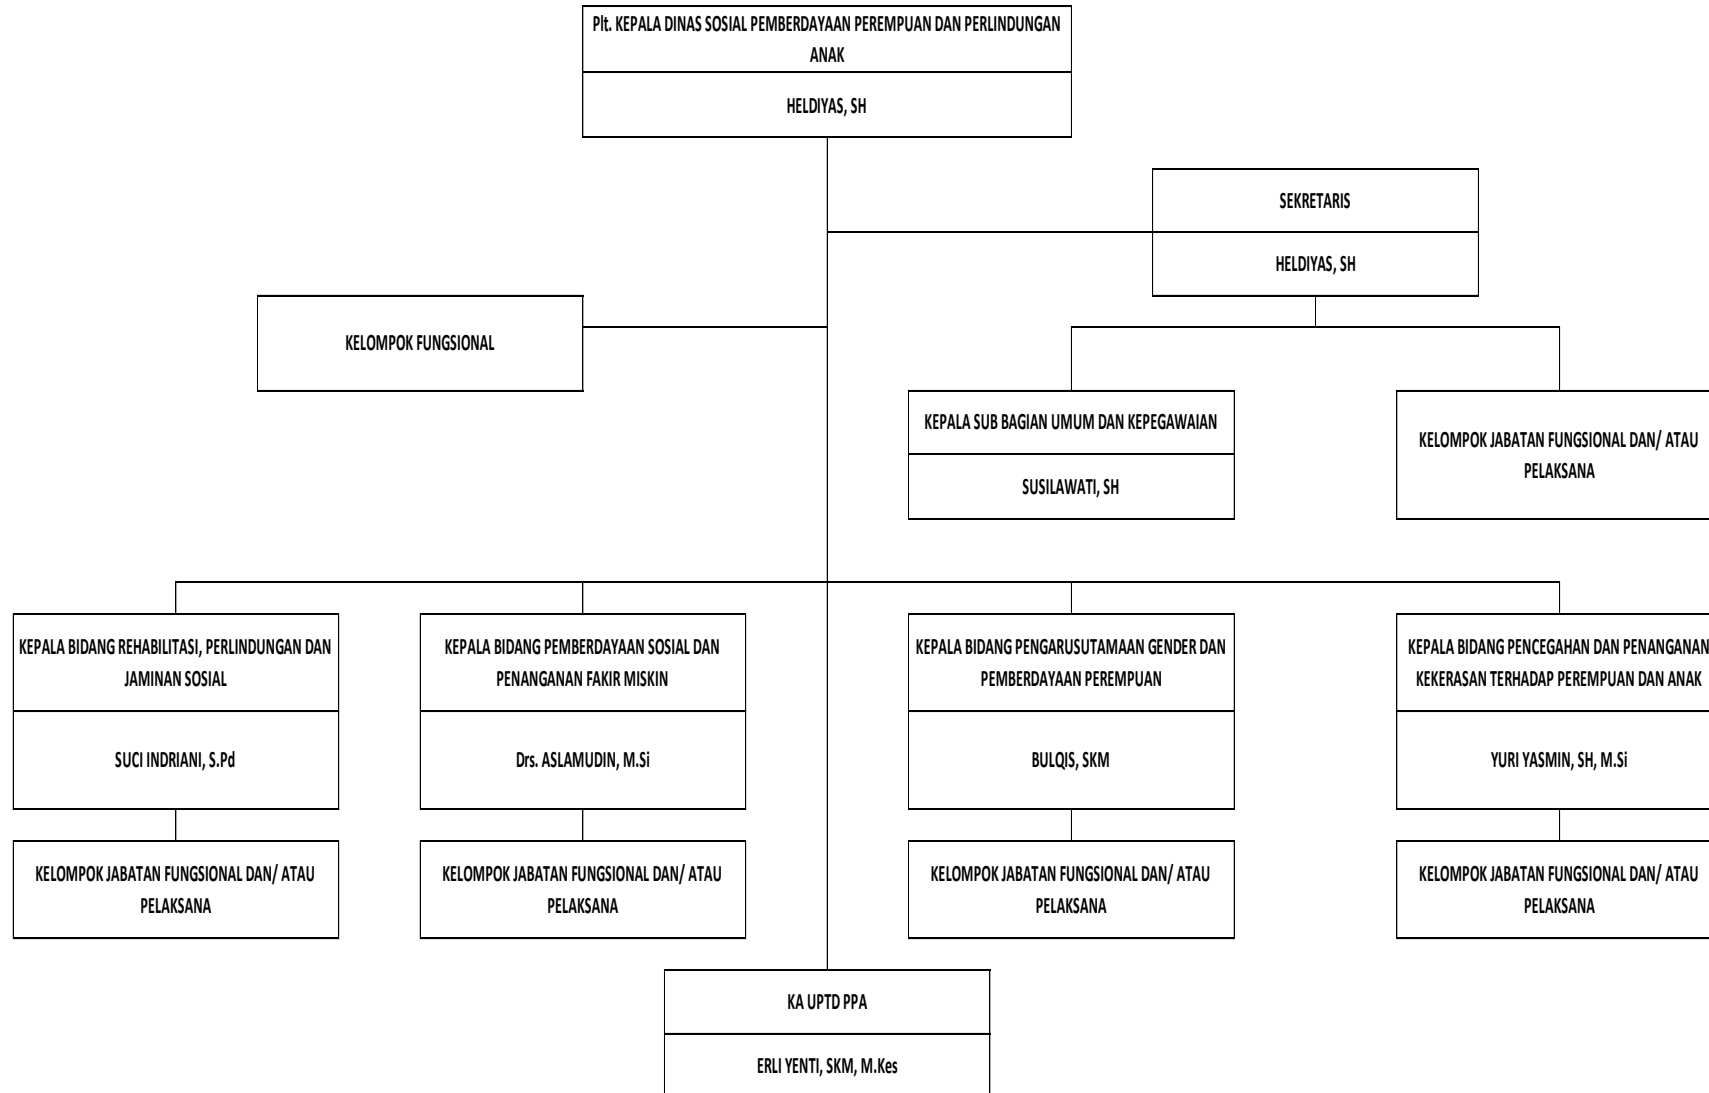 Plt. KEPALA DINAS SOSIAL PEMBERDAYAAN PEREMPUAN DAN PERLINDUNGAN
ANAK
HELDIYAS, SH
SEKRETARIS
HELDIYAS, SH
KELOMPOK FUNGSIONAL
KEPALA SUB BAGIAN UMUM DAN KEPEGAWAIAN
SUSILAWATI, SH
KELOMPOK JABATAN FUNGSIONAL DAN/ ATAU
PELAKSANA
KEPALA BIDANG REHABILITASI, PERLINDUNGAN DAN
JAMINAN SOSIAL
SUCI INDRIANI, S.Pd
KELOMPOK JABATAN FUNGSIONAL DAN/ ATAU
PELAKSANA
KEPALA BIDANG PEMBERDAYAAN SOSIAL DAN
PENANGANAN FAKIR MISKIN
Drs. ASLAMUDIN, M.Si
KELOMPOK JABATAN FUNGSIONAL DAN/ ATAU
PELAKSANA
KEPALA BIDANG PENGARUSUTAMAAN GENDER DAN
PEMBERDAYAAN PEREMPUAN
BULQIS, SKM
KELOMPOK JABATAN FUNGSIONAL DAN/ ATAU
PELAKSANA
KEPALA BIDANG PENCEGAHAN DAN PENANGANAN
KEKERASAN TERHADAP PEREMPUAN DAN ANAK
YURI YASMIN, SH, M.Si
KELOMPOK JABATAN FUNGSIONAL DAN/ ATAU
PELAKSANA
KA UPTD PPA
ERLI YENTI, SKM, M.Kes